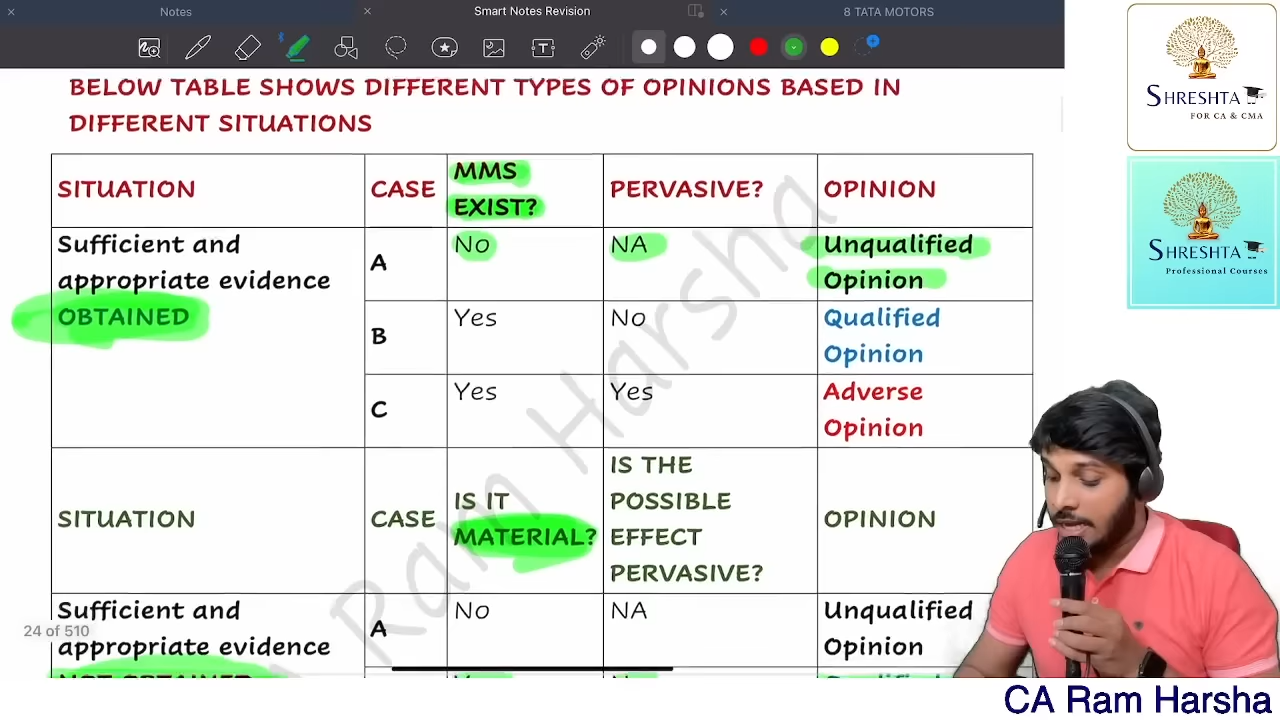 Notes
Smart Notes Revision
8 TATA MOTORS
BELOW TABLE SHOWS DIFFERENT TYPES OF OPINIONS BASED IN
DIFFERENT SITUATIONS
SITUATION
CASE
MMS
EXIST?
PERVASIVE?
OPINION
Sufficient and
appropriate evidence
OBTAINED
A
No
NA
Unqualified
Opinion
B
Yes
No
Qualified
Opinion
C
Yes
Yes
Adverse
Opinion
SITUATION
CASE
IS IT
MATERIAL?
IS THE
POSSIBLE
EFFECT
PERVASIVE?
OPINION
Sufficient and
appropriate evidence
NOT OBTAINED
A
No
NA
Unqualified
Opinion
24 of 510
Ram Harsha
SHRESHTA
FOR CA & CMA
SHRESHTA
Professional Courses
CA Ram Harsha